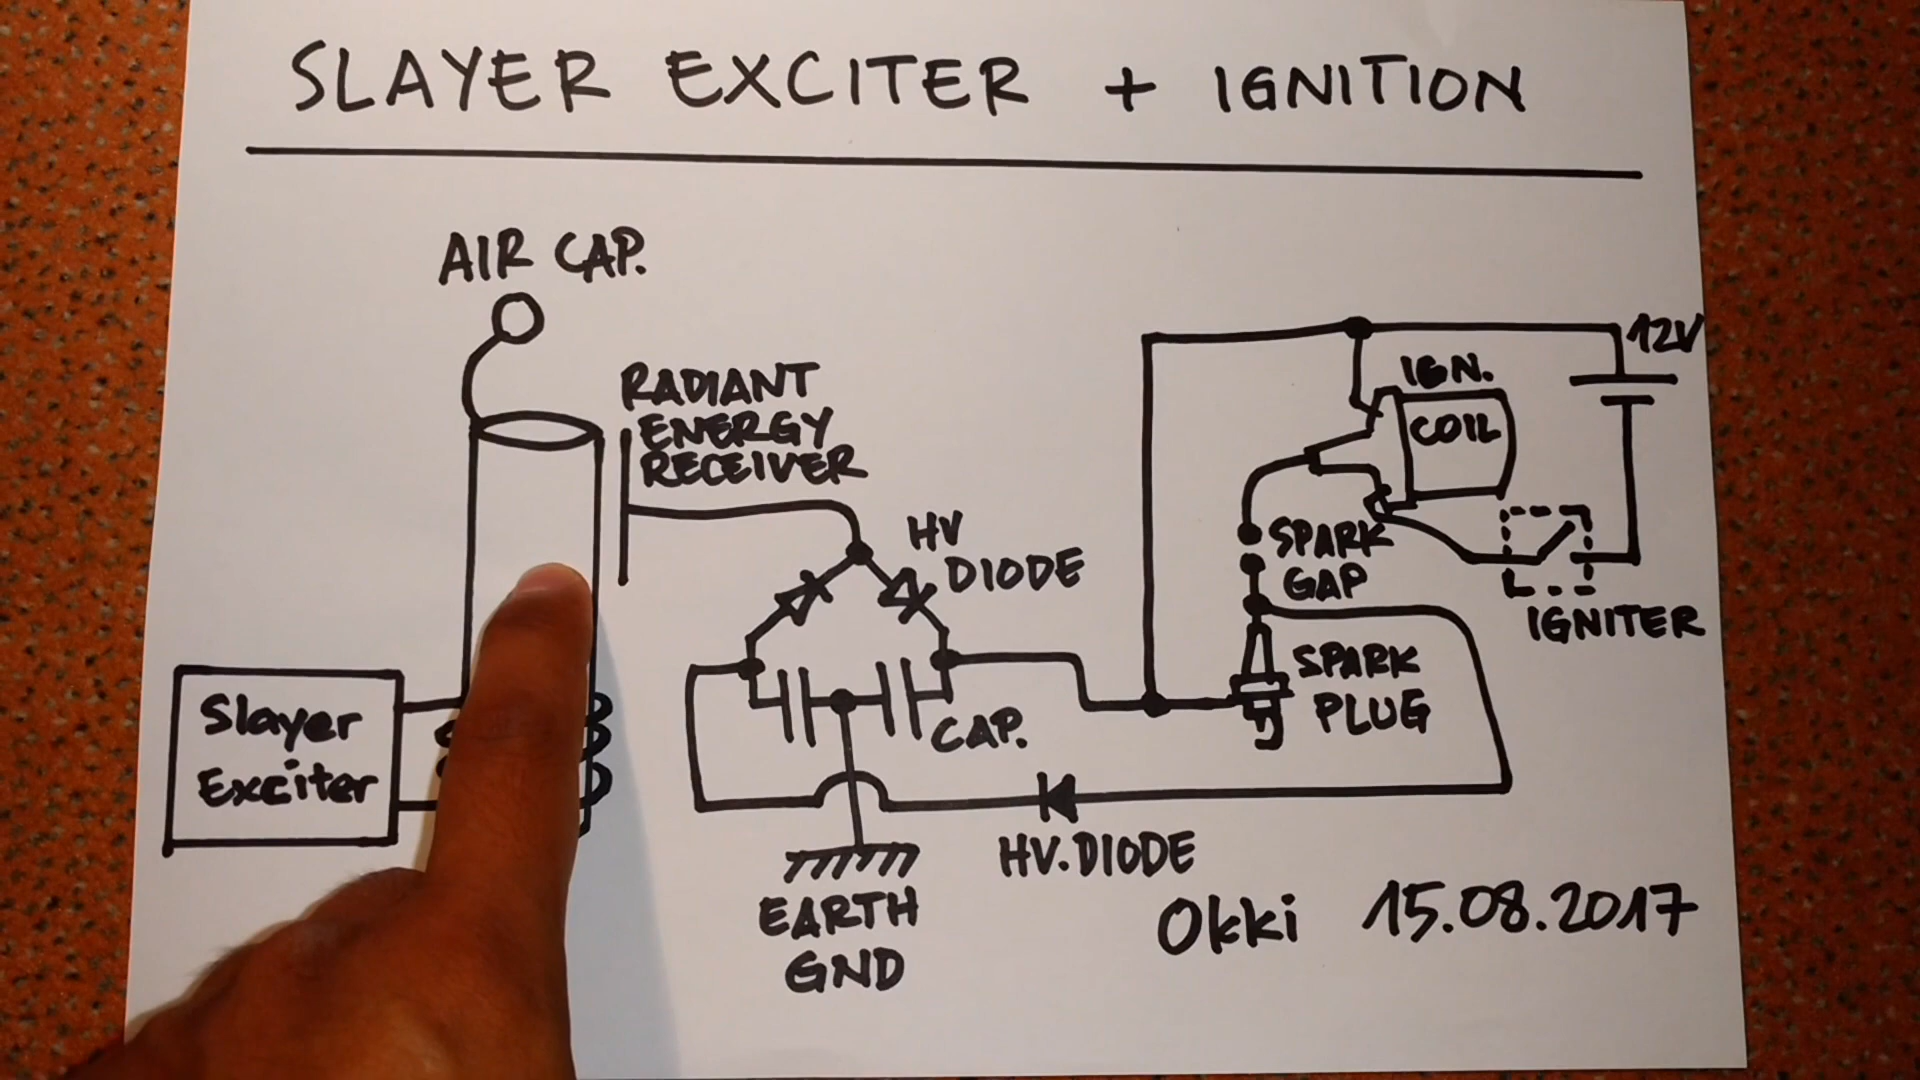 SLAYER EXCITER + IGNITION
AIR CAP.
RADIANT
ENERGY
RECEIVER
HV
DIODE
12V
IGN.
COIL
SPARK
GAP
IGNITER
SPARK
PLUG
Slayer
Exciter
CAP.
HV.DIODE
EARTH
GND
Okki 15.08.2017